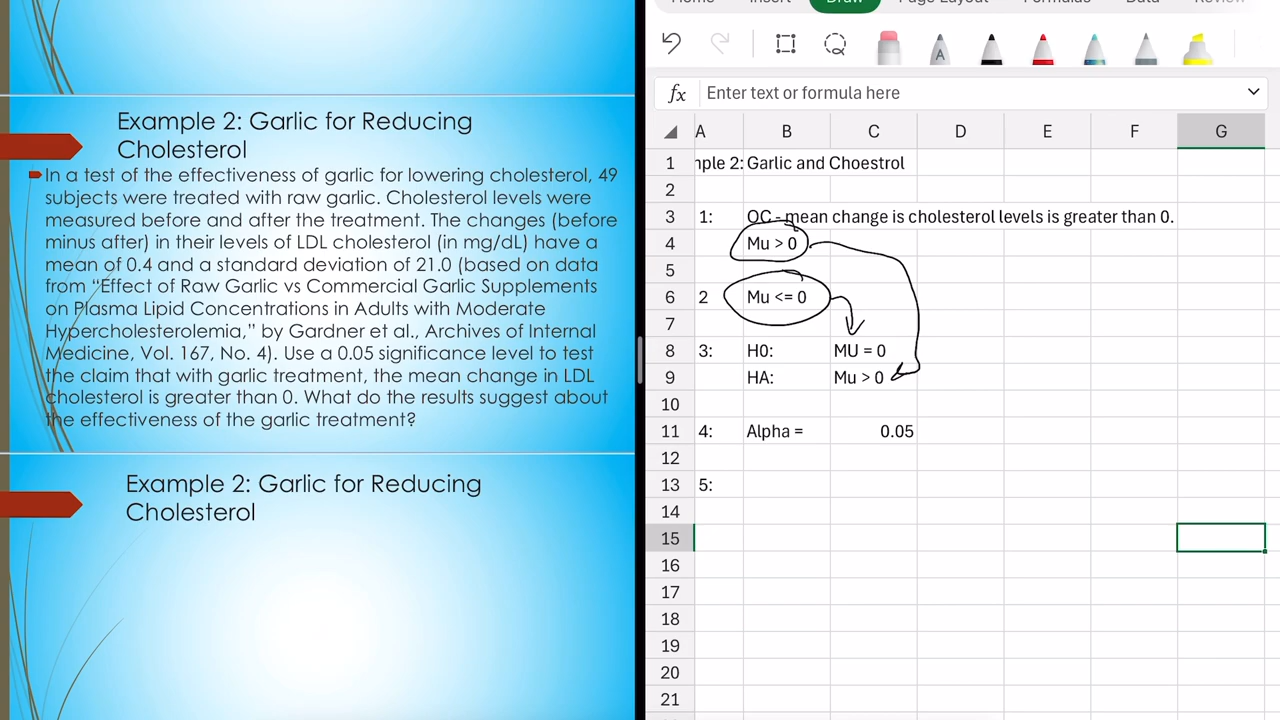 Example 2: Garlic for Reducing
Cholesterol
In a test of the effectiveness of garlic for lowering cholesterol, 49
subjects were treated with raw garlic. Cholesterol levels were
measured before and after the treatment. The changes (before
minus after) in their levels of LDL cholesterol (in mg/dL) have a
mean of 0.4 and a standard deviation of 21.0 (based on data
from “Effect of Raw Garlic vs Commercial Garlic Supplements
on Plasma Lipid Concentrations in Adults with Moderate
Hypercholesterolemia,” by Gardner et al., Archives of Internal
Medicine, Vol. 167, No. 4). Use a 0.05 significance level to test
the claim that with garlic treatment, the mean change in LDL
cholesterol is greater than 0. What do the results suggest about
the effectiveness of the garlic treatment?
Example 2: Garlic for Reducing
Cholesterol
Home Insert Draw Page Layout Formulas Data Review
A
fx Enter text or formula here
A B C D E F G
1 nple 2: Garlic and Choestrol
2
3 1: OC - mean change is cholesterol levels is greater than 0.
4 Mu > 0
5
6 2 Mu <= 0
7
8 3: H0: MU = 0
9 HA: Mu > 0
10
11 4: Alpha = 0.05
12
13 5:
14
15
16
17
18
19
20
21